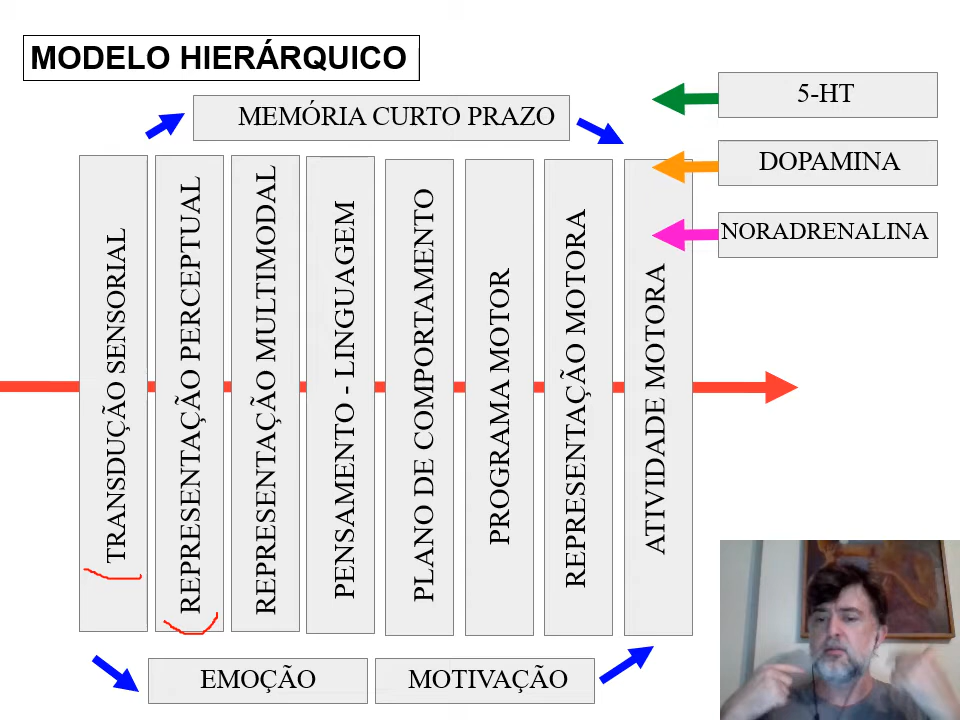 MODELO HIERÁRQUICO
MEMÓRIA CURTO PRAZO
5-HT
DOPAMINA
NORADRENALINA
TRANSDUÇÃO SENSORIAL
REPRESENTAÇÃO PERCEPTUAL
REPRESENTAÇÃO MULTIMODAL
PENSAMENTO - LINGUAGEM
PLANO DE COMPORTAMENTO
PROGRAMA MOTOR
REPRESENTAÇÃO MOTORA
ATIVIDADE MOTORA
EMOÇÃO
MOTIVAÇÃO